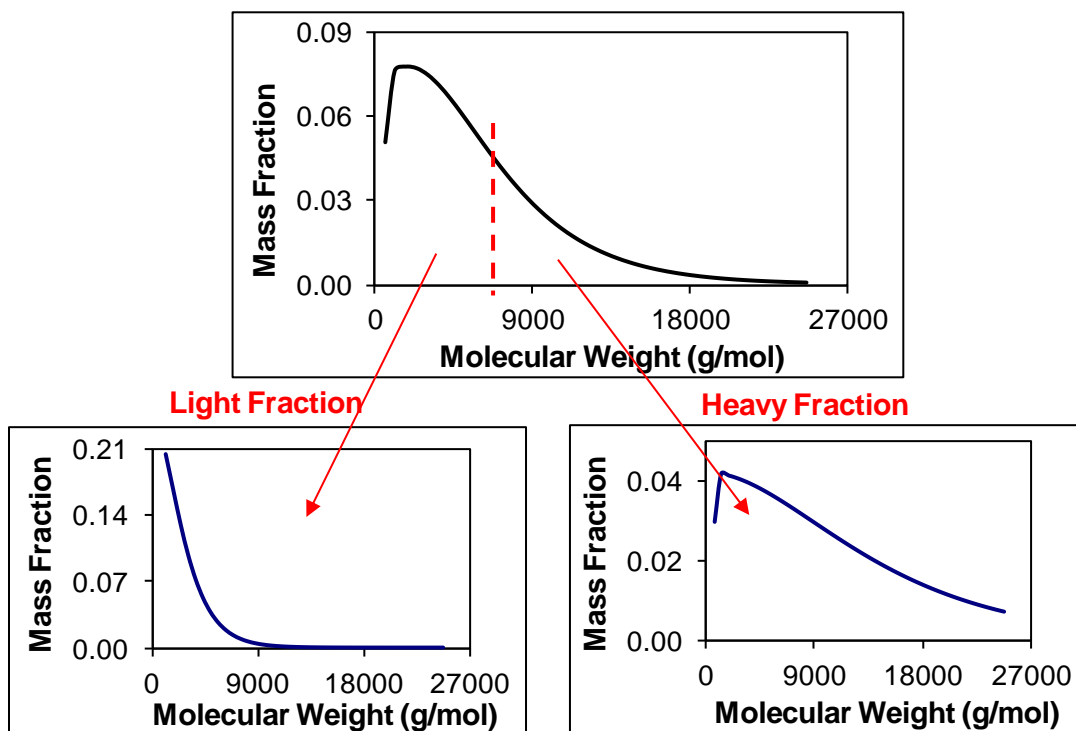 0.09
0.06
0.03
0.00
Mass Fraction
0 9000 18000 27000
Molecular Weight (g/mol)
Light Fraction
Heavy Fraction
0.21
0.14
0.07
0.00
Mass Fraction
0 9000 18000 27000
Molecular Weight (g/mol)
0.04
0.02
0.00
Mass Fraction
0 9000 18000 27000
Molecular Weight (g/mol)